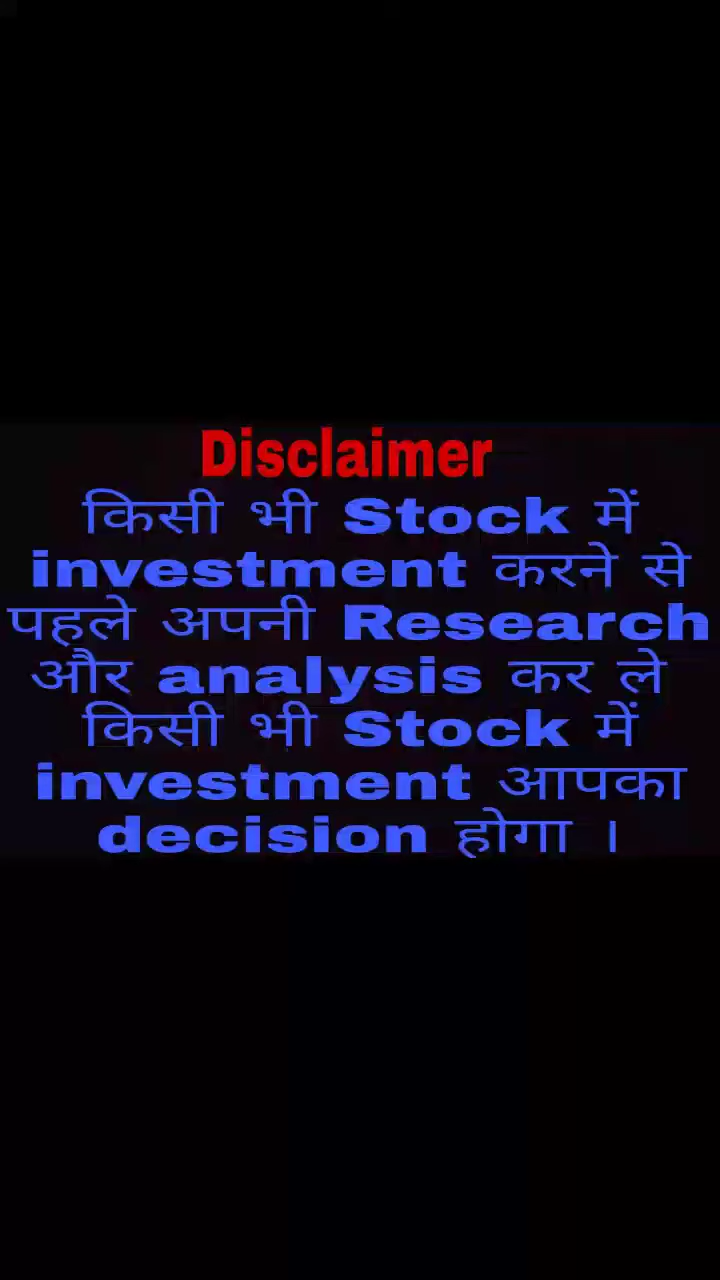 Disclaimer
किसी भी Stock में
investment करने से
पहले अपनी Research
और analysis कर ले
किसी भी Stock में
investment आपका
decision होगा ।